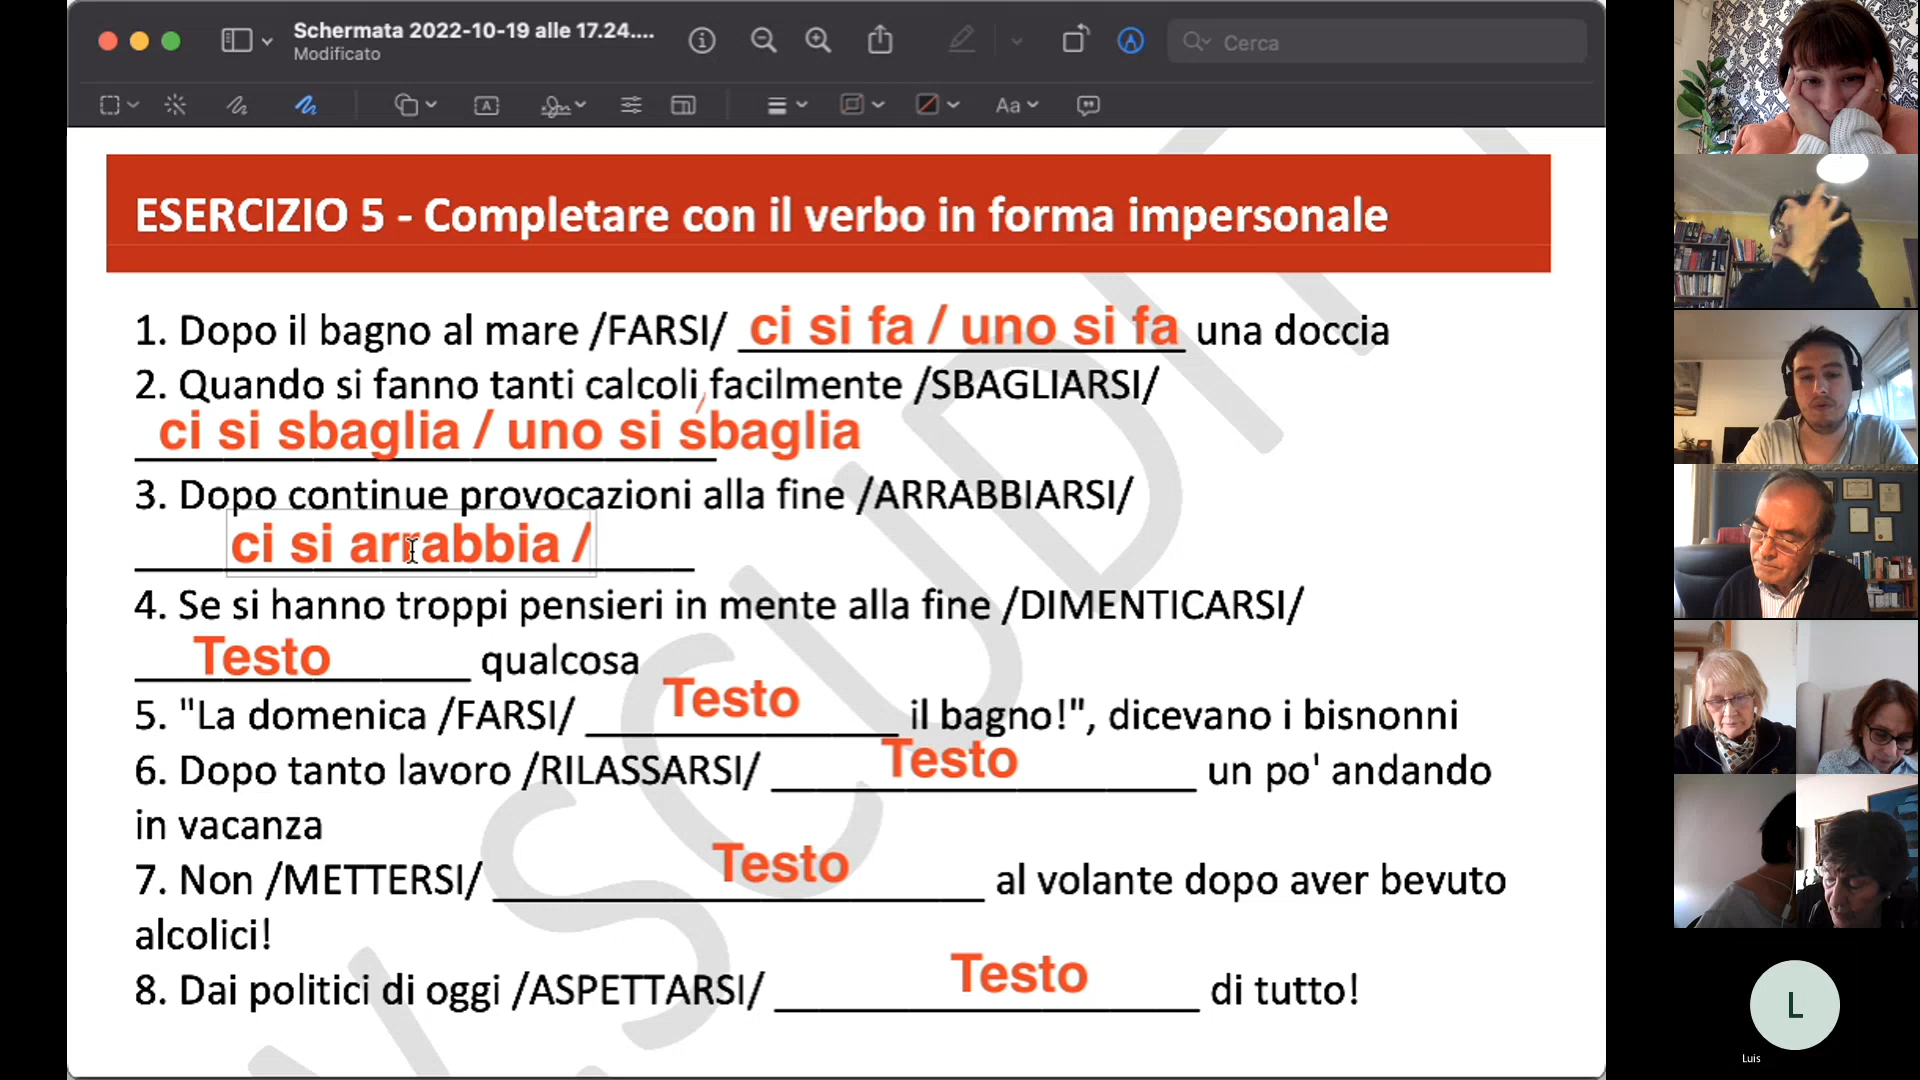 Schermata 2022-10-19 alle 17.24....
Modificato
Cerca
A
Aa
ESERCIZIO 5 - Completare con il verbo in forma impersonale
1. Dopo il bagno al mare /FARSI/ ci si fa / uno si fa una doccia
2. Quando si fanno tanti calcoli facilmente /SBAGLIARSI/
ci si sbaglia / uno si sbaglia
3. Dopo continue provocazioni alla fine /ARRABBIARSI/
ci si arrabbia /
4. Se si hanno troppi pensieri in mente alla fine /DIMENTICARSI/
Testo qualcosa
5. "La domenica /FARSI/ Testo il bagno!", dicevano i bisnonni
6. Dopo tanto lavoro /RILASSARSI/ Testo un po' andando
in vacanza
7. Non /METTERSI/ Testo al volante dopo aver bevuto
alcolici!
8. Dai politici di oggi /ASPETTARSI/ Testo di tutto!
L
Luis